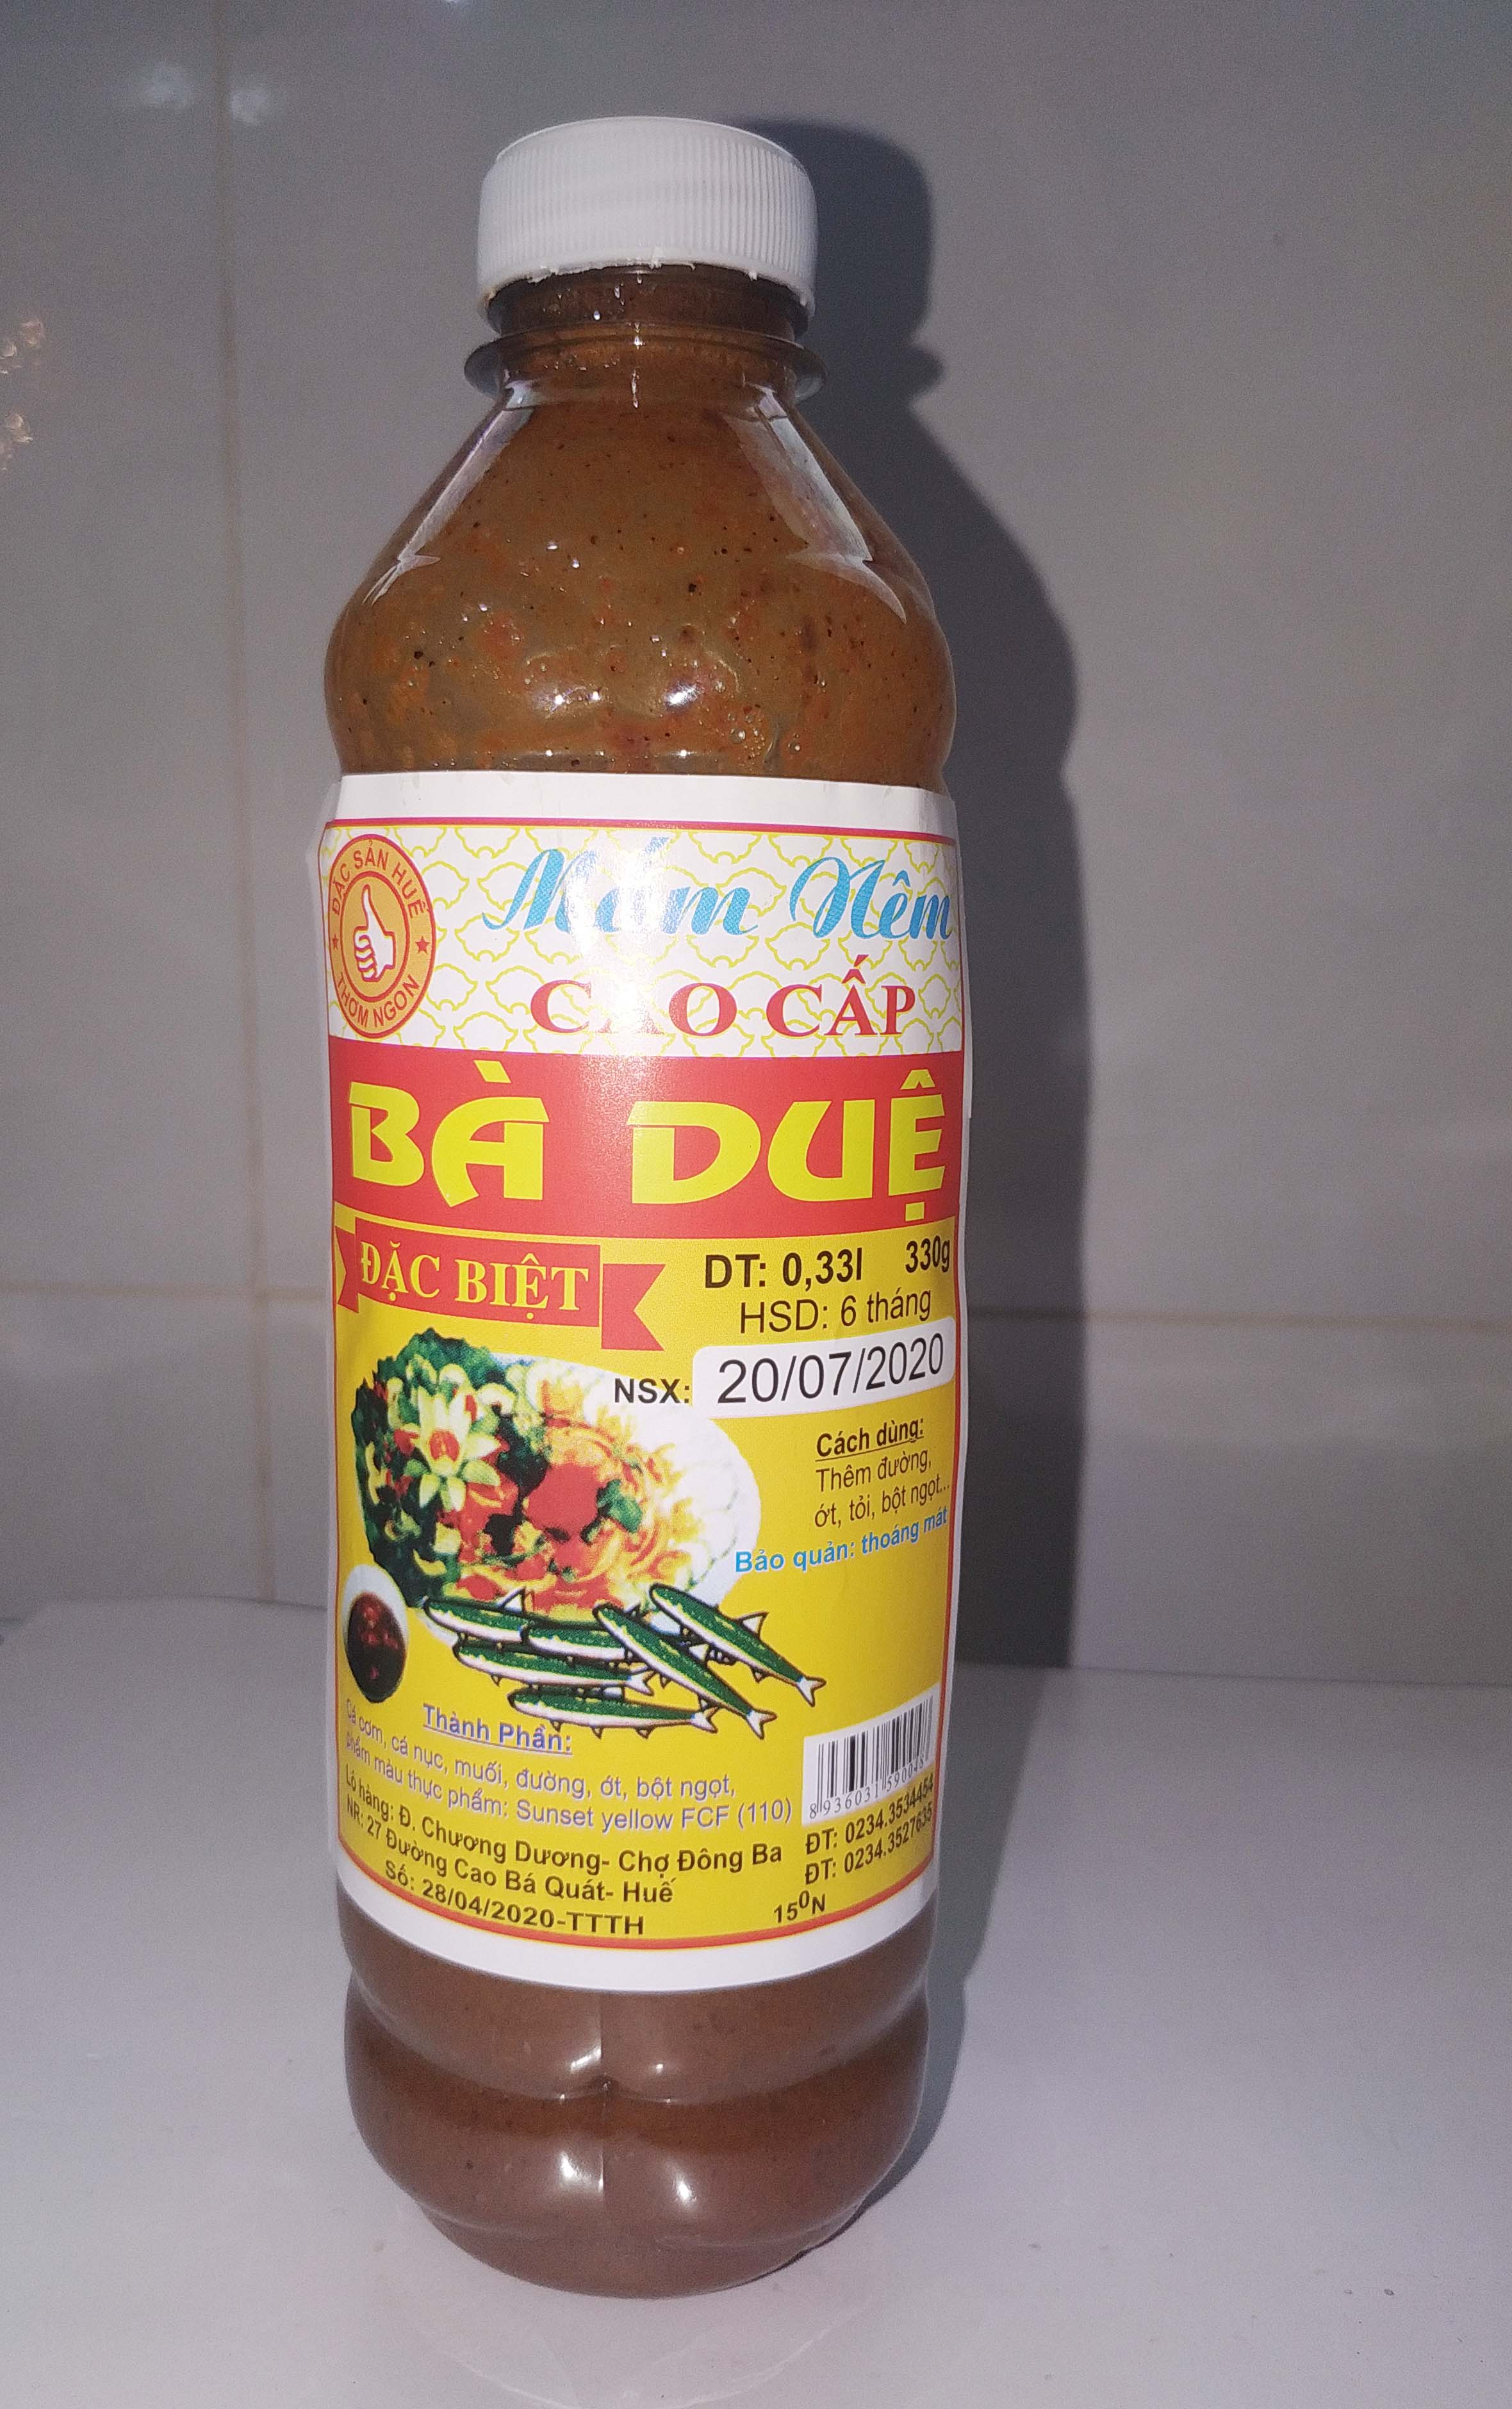 ĐẶC SẢN HUẾ
THƠM NGON
Mắm Nêm
CAO CẤP
BÀ DUỆ
ĐẶC BIỆT
DT: 0,33l 330g
HSD: 6 tháng
NSX: 20/07/2020
Cách dùng:
Thêm đường,
ớt, tỏi, bột ngọt...
Bảo quản: thoáng mát
Thành Phần:
Cá cơm, cá nục, muối, đường, ớt, bột ngọt,
phẩm màu thực phẩm: Sunset yellow FCF (110)
Lô hàng: Đ. Chương Dương- Chợ Đông Ba
NR: 27 Đường Cao Bá Quát- Huế
Số: 28/04/2020-TTTH
8 936031 590048
ĐT: 0234.3534454
ĐT: 0234.3527635
15⁰N